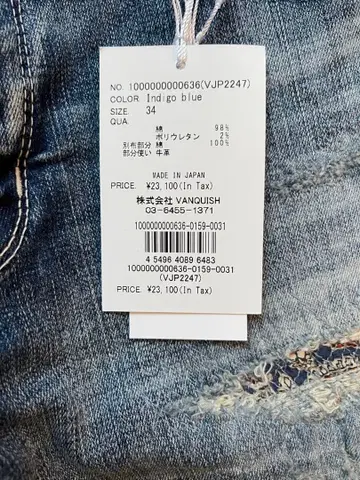 NO. 1000000000636(VJP2247)
COLOR. Indigo blue
SIZE. 34
QUA.
綿 98%
ポリウレタン 2%
別布部分 綿 100%
部分使い 牛革
MADE IN JAPAN
PRICE. ¥23,100(In Tax)
株式会社 VANQUISH
03-6455-1371
1000000000636-0159-0031
4 5496 4089 6483
1000000000636-0159-0031
(VJP2247)
PRICE. ¥23,100(In Tax)